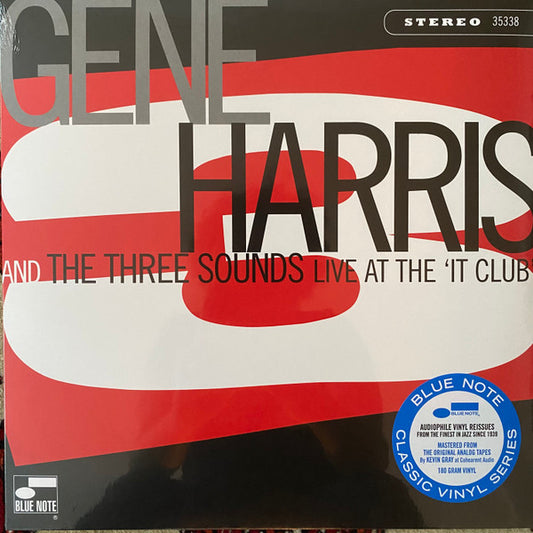 STEREO 35338
GENE
HARRIS
AND THE THREE SOUNDS LIVE AT THE 'IT CLUB'
BLUE NOTE
BLUE NOTE
AUDIOPHILE VINYL REISSUES
FROM THE FINEST IN JAZZ SINCE 1939
MASTERED FROM
THE ORIGINAL ANALOG TAPES
By KEVIN GRAY at Cohearent Audio
180 GRAM VINYL
CLASSIC VINYL SERIES
BLUE NOTE